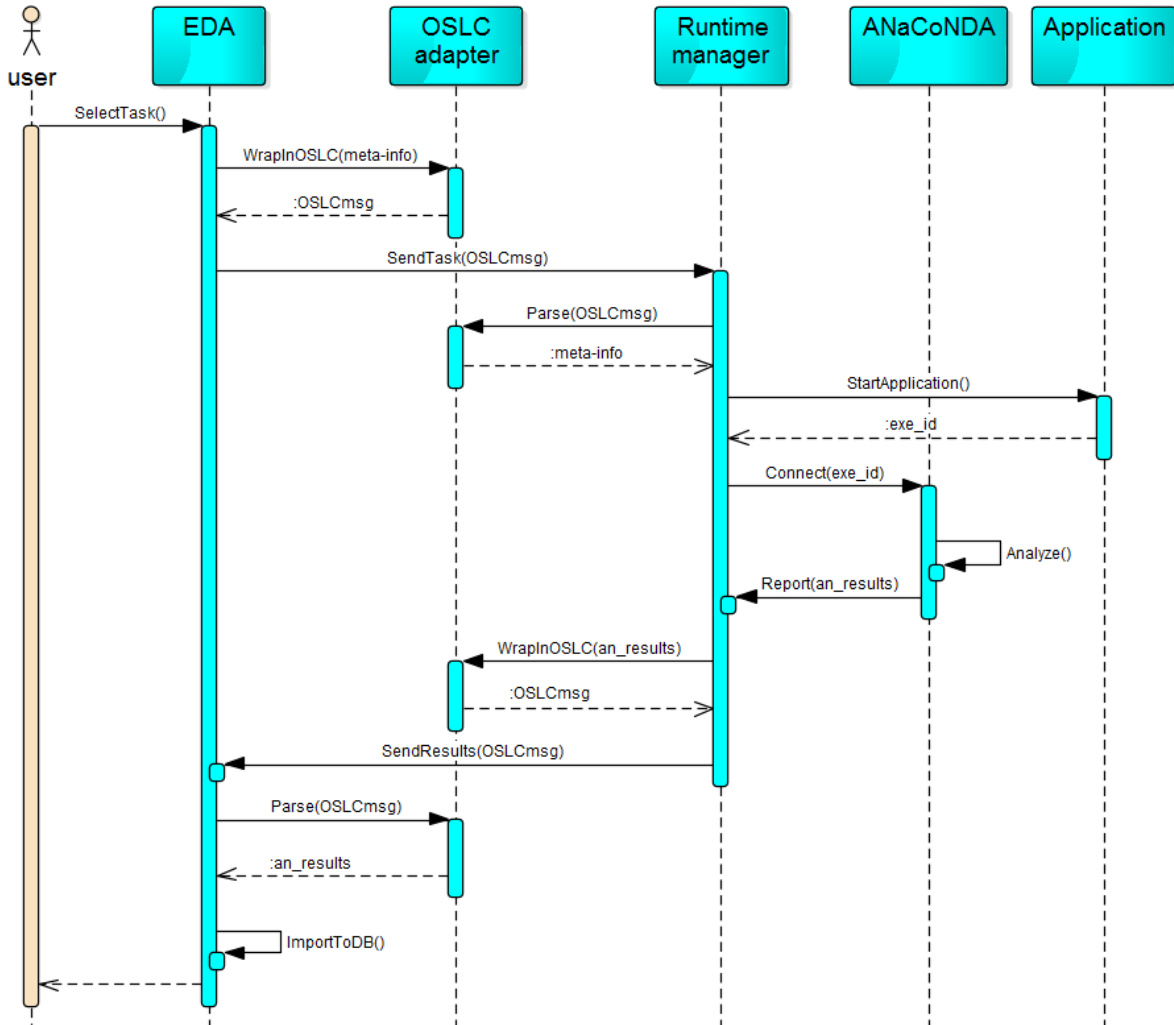 user
EDA
OSLC
adapter
Runtime
manager
ANaCoNDA
Application
SelectTask()
WrapInOSLC(meta-info)
:OSLCmsg
SendTask(OSLCmsg)
Parse(OSLCmsg)
:meta-info
StartApplication()
:exe_id
Connect(exe_id)
Analyze()
Report(an_results)
WrapInOSLC(an_results)
:OSLCmsg
SendResults(OSLCmsg)
Parse(OSLCmsg)
:an_results
ImportToDB()